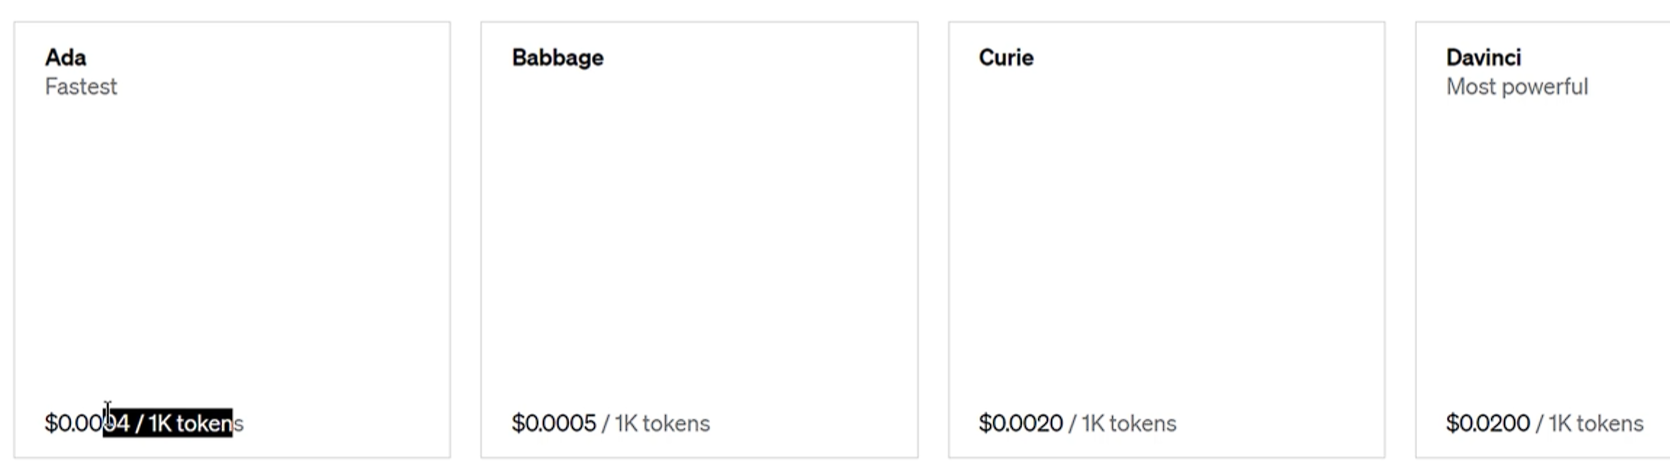 Ada
Fastest
$0.0004 / 1K tokens
Babbage
$0.0005 / 1K tokens
Curie
$0.0020 / 1K tokens
Davinci
Most powerful
$0.0200 / 1K tokens